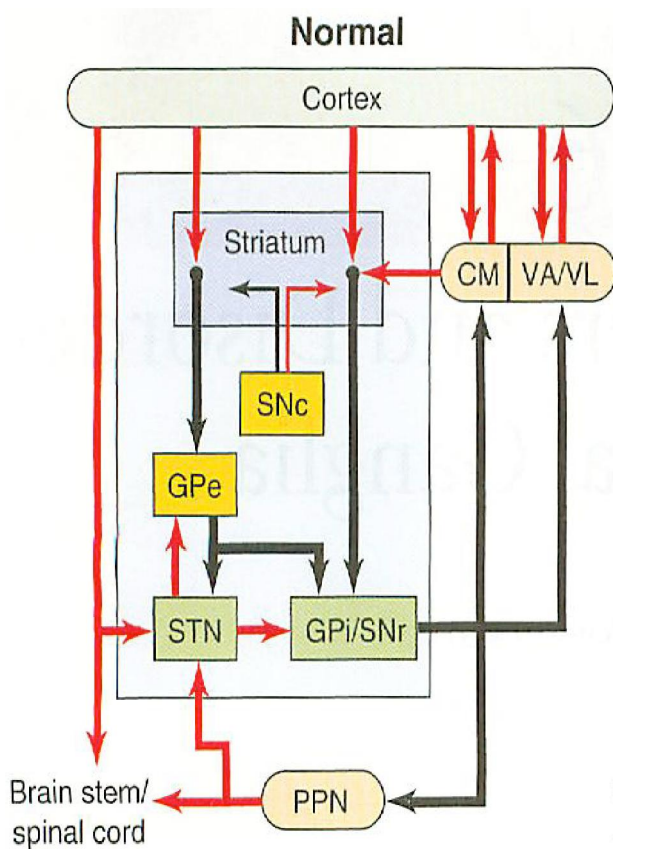 Normal
Cortex
Striatum
CM VA/VL
SNc
GPe
STN
GPi/SNr
Brain stem/
spinal cord
PPN